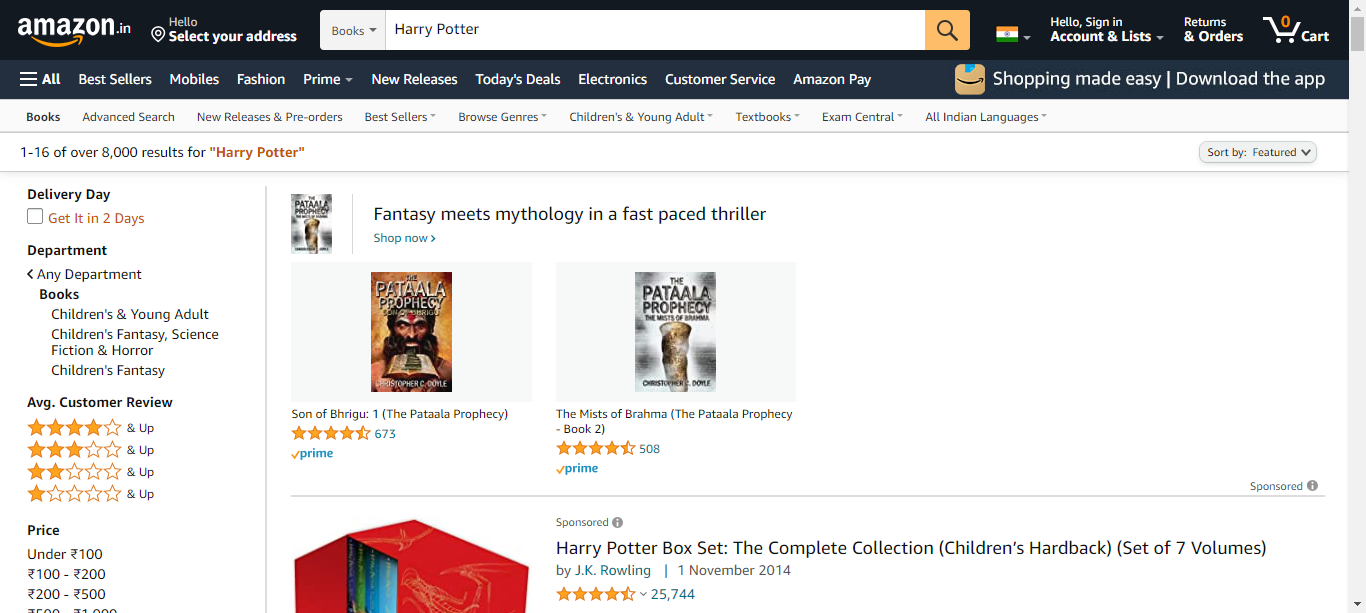 amazon.in
Hello
Select your address
Books
Harry Potter
Hello, Sign in
Account & Lists
Returns
& Orders
0
Cart
All
Best Sellers
Mobiles
Fashion
Prime
New Releases
Today's Deals
Electronics
Customer Service
Amazon Pay
Shopping made easy | Download the app
Books
Advanced Search
New Releases & Pre-orders
Best Sellers
Browse Genres
Children's & Young Adult
Textbooks
Exam Central
All Indian Languages
1-16 of over 8,000 results for "Harry Potter"
Sort by: Featured
Delivery Day
Get It in 2 Days
Department
Any Department
Books
Children's & Young Adult
Children's Fantasy, Science
Fiction & Horror
Children's Fantasy
Avg. Customer Review
& Up
& Up
& Up
& Up
Price
Under ₹100
₹100 - ₹200
₹200 - ₹500
₹500 - ₹1,000
THE
PATAALA
PROPHECY
THE MISTS OF BRAHMA
CHRISTOPHER C. DOYLE
Fantasy meets mythology in a fast paced thriller
Shop now
THE
PATAALA
PROPHECY
SON OF BHRIGU
CHRISTOPHER C. DOYLE
Son of Bhrigu: 1 (The Pataala Prophecy)
673
prime
THE
PATAALA
PROPHECY
THE MISTS OF BRAHMA
CHRISTOPHER C. DOYLE
The Mists of Brahma (The Pataala Prophecy
- Book 2)
508
prime
Sponsored
Sponsored
Harry Potter Box Set: The Complete Collection (Children’s Hardback) (Set of 7 Volumes)
by J.K. Rowling | 1 November 2014
25,744